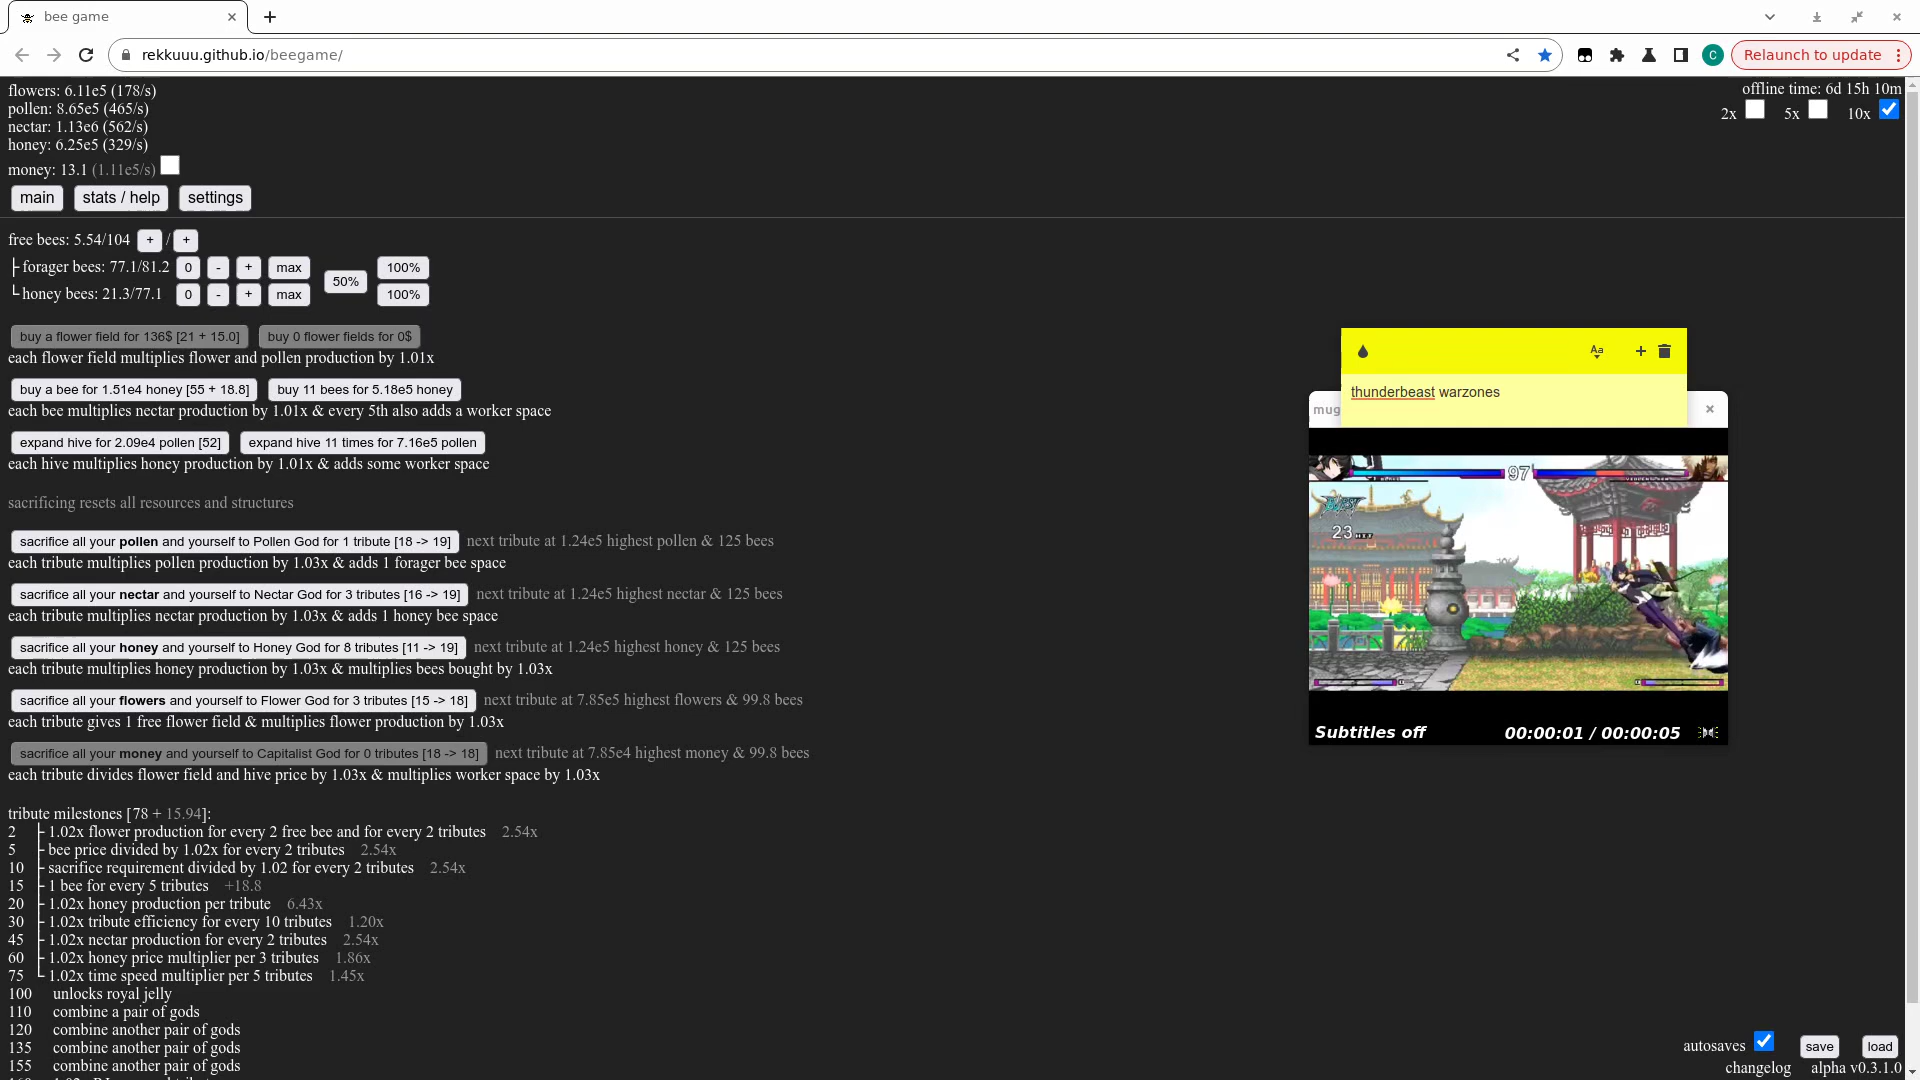 bee game
rekkuuu.github.io/beegame/
C
Relaunch to update
flowers: 6.11e5 (178/s)
pollen: 8.65e5 (465/s)
nectar: 1.13e6 (562/s)
honey: 6.25e5 (329/s)
money: 13.1 (1.11e5/s)
offline time: 6d 15h 10m
2x 5x 10x
main stats / help settings
free bees: 5.54/104 + / +
├ forager bees: 77.1/81.2 0 - + max 50% 100%
└ honey bees: 21.3/77.1 0 - + max 100%
buy a flower field for 136$ [21 + 15.0] buy 0 flower fields for 0$
each flower field multiplies flower and pollen production by 1.01x
buy a bee for 1.51e4 honey [55 + 18.8] buy 11 bees for 5.18e5 honey
each bee multiplies nectar production by 1.01x & every 5th also adds a worker space
expand hive for 2.09e4 pollen [52] expand hive 11 times for 7.16e5 pollen
each hive multiplies honey production by 1.01x & adds some worker space
sacrificing resets all resources and structures
sacrifice all your pollen and yourself to Pollen God for 1 tribute [18 -> 19] next tribute at 1.24e5 highest pollen & 125 bees
each tribute multiplies pollen production by 1.03x & adds 1 forager bee space
sacrifice all your nectar and yourself to Nectar God for 3 tributes [16 -> 19] next tribute at 1.24e5 highest nectar & 125 bees
each tribute multiplies nectar production by 1.03x & adds 1 honey bee space
sacrifice all your honey and yourself to Honey God for 8 tributes [11 -> 19] next tribute at 1.24e5 highest honey & 125 bees
each tribute multiplies honey production by 1.03x & multiplies bees bought by 1.03x
sacrifice all your flowers and yourself to Flower God for 3 tributes [15 -> 18] next tribute at 7.85e5 highest flowers & 99.8 bees
each tribute gives 1 free flower field & multiplies flower production by 1.03x
sacrifice all your money and yourself to Capitalist God for 0 tributes [18 -> 18] next tribute at 7.85e4 highest money & 99.8 bees
each tribute divides flower field and hive price by 1.03x & multiplies worker space by 1.03x
tribute milestones [78 + 15.94]:
2 ├ 1.02x flower production for every 2 free bee and for every 2 tributes 2.54x
5 ├ bee price divided by 1.02x for every 2 tributes 2.54x
10 ├ sacrifice requirement divided by 1.02 for every 2 tributes 2.54x
15 ├ 1 bee for every 5 tributes +18.8
20 ├ 1.02x honey production per tribute 6.43x
30 ├ 1.02x tribute efficiency for every 10 tributes 1.20x
45 ├ 1.02x nectar production for every 2 tributes 2.54x
60 ├ 1.02x honey price multiplier per 3 tributes 1.86x
75 └ 1.02x time speed multiplier per 5 tributes 1.45x
100 unlocks royal jelly
110 combine a pair of gods
120 combine another pair of gods
135 combine another pair of gods
155 combine another pair of gods
Aa
thunderbeast warzones
mug
97
23
Subtitles off 00:00:01 / 00:00:05
autosaves save load
changelog alpha v0.3.1.0